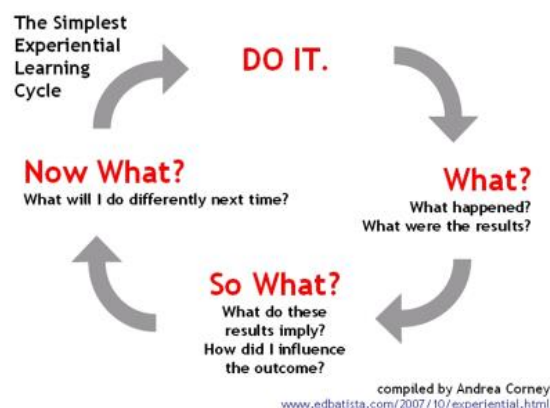 The Simplest
Experiential
Learning
Cycle
DO IT.
What?
What happened?
What were the results?
So What?
What do these
results imply?
How did I influence
the outcome?
Now What?
What will I do differently next time?
compiled by Andrea Corney
www.edbatista.com/2007/10/experiential.html